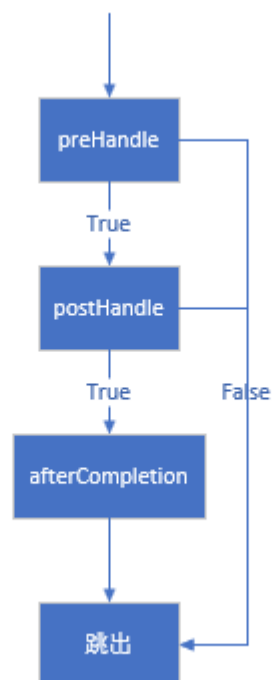 preHandle
True
postHandle
True
False
afterCompletion
跳出